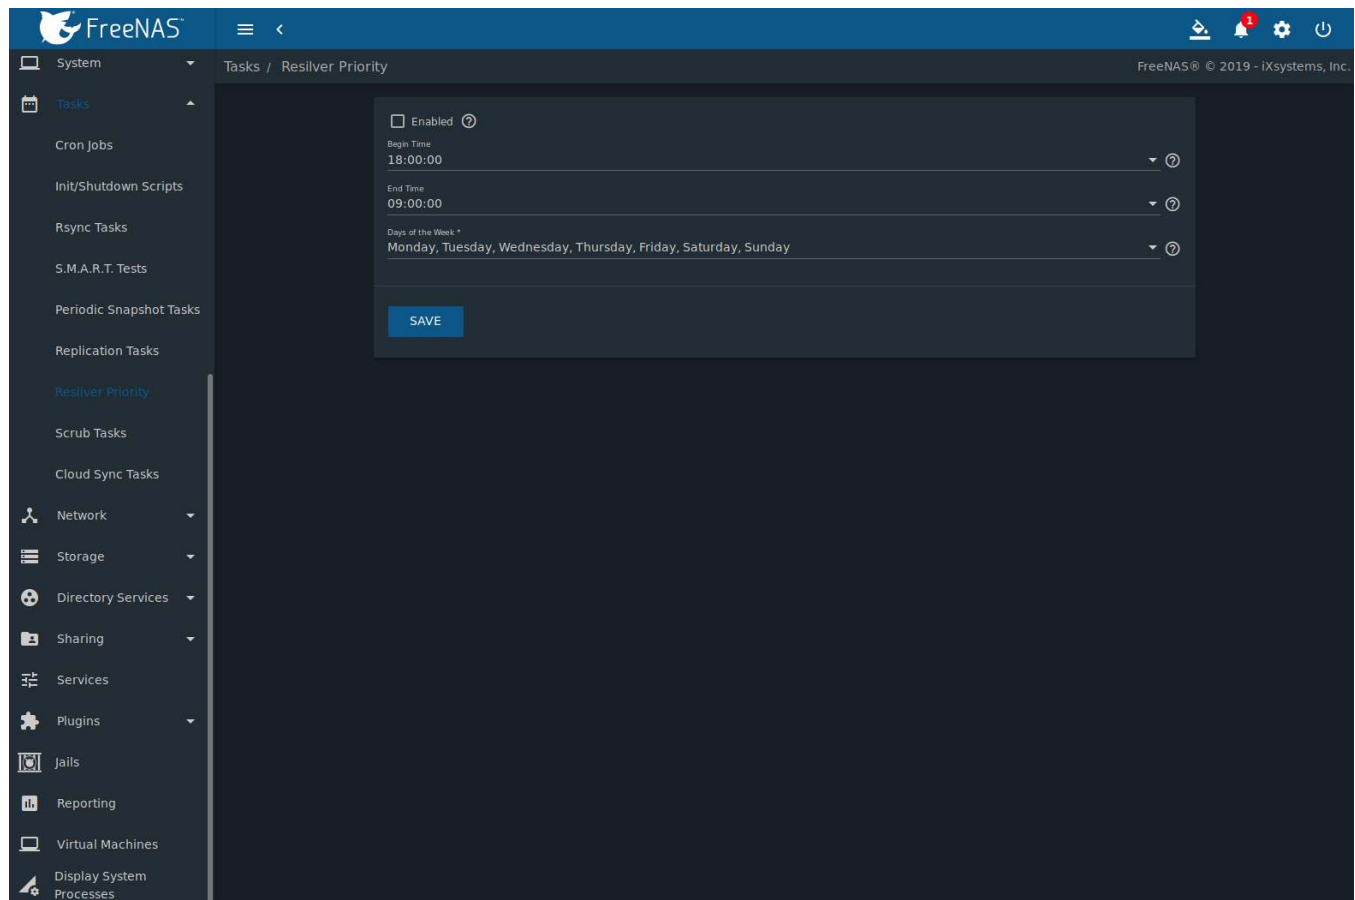 FreeNAS®
1
System
Tasks / Resilver Priority
FreeNAS® © 2019 - iXsystems, Inc.
Tasks
Cron Jobs
Init/Shutdown Scripts
Rsync Tasks
S.M.A.R.T. Tests
Periodic Snapshot Tasks
Replication Tasks
Resilver Priority
Scrub Tasks
Cloud Sync Tasks
Network
Storage
Directory Services
Sharing
Services
Plugins
Jails
Reporting
Virtual Machines
Display System
Processes
Enabled
Begin Time
18:00:00
End Time
09:00:00
Days of the Week *
Monday, Tuesday, Wednesday, Thursday, Friday, Saturday, Sunday
SAVE